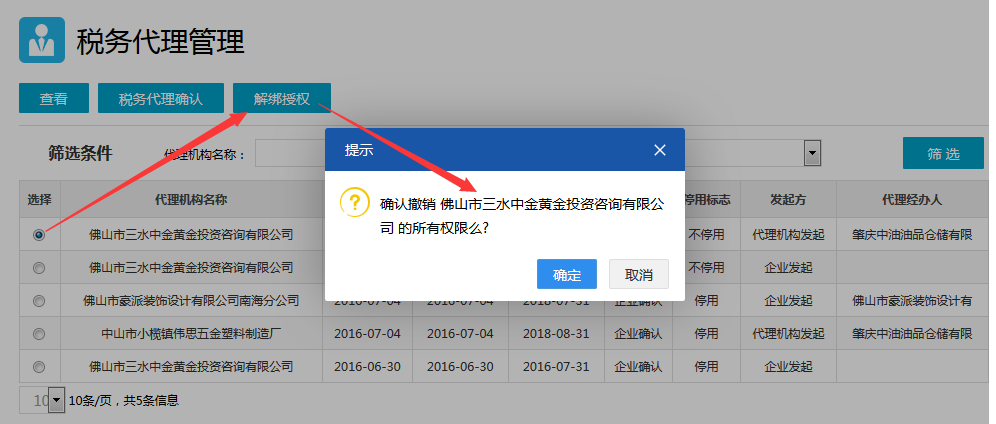 税务代理管理
查看 税务代理确认 解绑授权
筛选条件 代理机构名称： 筛 选
提示
确认撤销 佛山市三水中金黄金投资咨询有限公
司 的所有权限么?
确定 取消
选择 代理机构名称 停用标志 发起方 代理经办人
佛山市三水中金黄金投资咨询有限公司 不停用 代理机构发起 肇庆中油油品仓储有限
佛山市三水中金黄金投资咨询有限公司 不停用 企业发起
佛山市豪派装饰设计有限公司南海分公司 2016-07-04 2016-07-04 2018-07-31 企业确认 停用 企业发起 佛山市豪派装饰设计有
中山市小榄镇伟思五金塑料制造厂 2016-07-04 2016-07-04 2018-08-31 企业确认 停用 代理机构发起 肇庆中油油品仓储有限
佛山市三水中金黄金投资咨询有限公司 2016-06-30 2016-06-30 2016-07-31 企业确认 停用 企业发起
10 10条/页，共5条信息